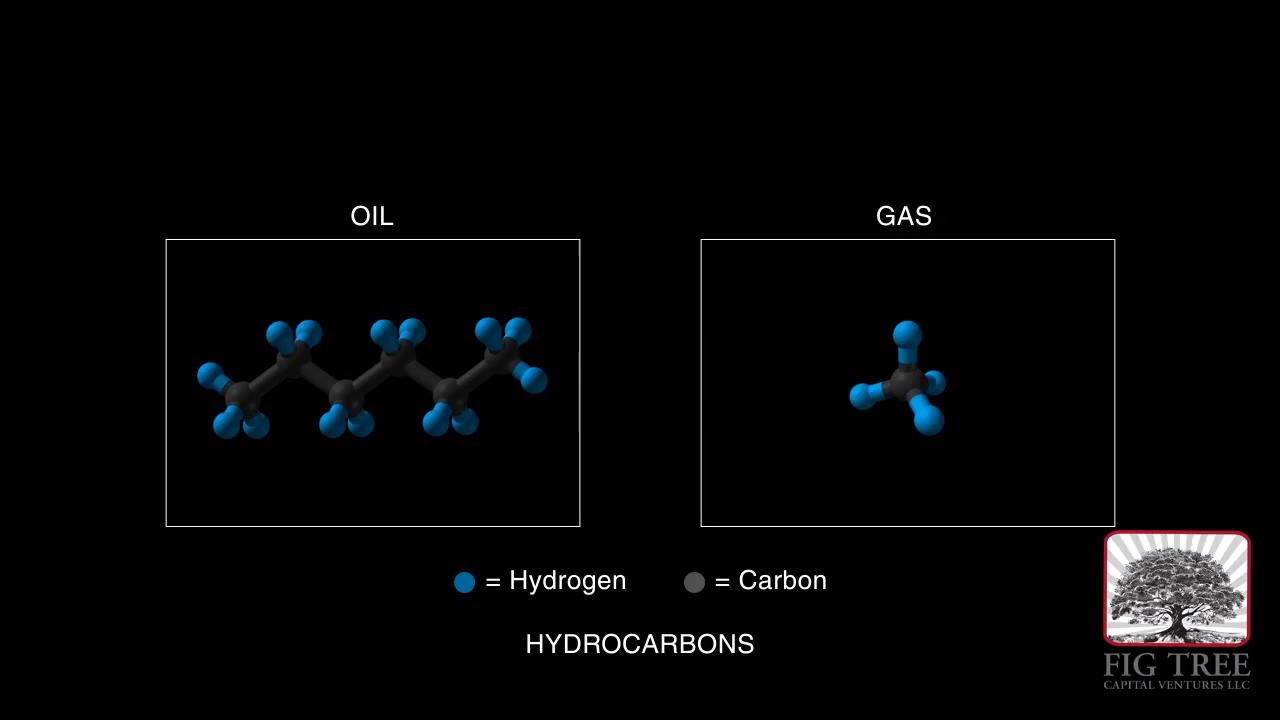 OIL
GAS
= Hydrogen
= Carbon
HYDROCARBONS
FIG TREE
CAPITAL VENTURES LLC